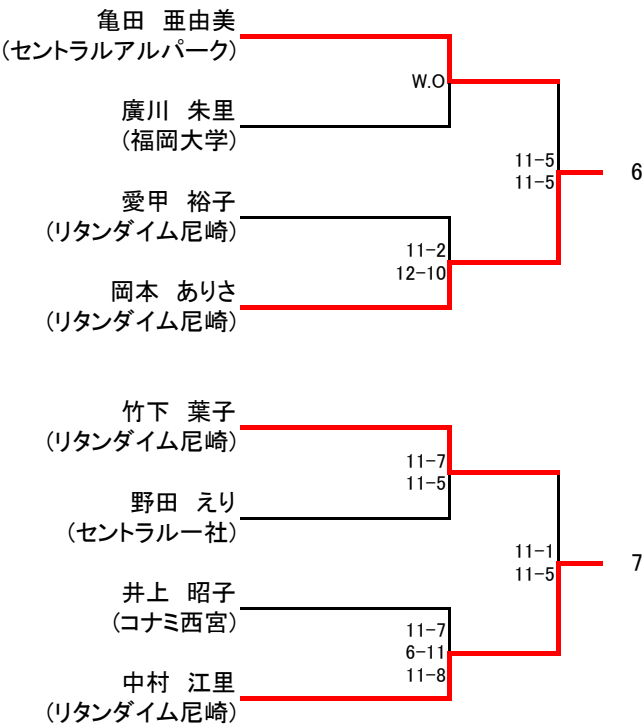 亀田　亜由美
(セントラルアルパーク)
W.O
廣川　朱里
(福岡大学)
11-5
11-5
6
愛甲　裕子
(リタンダイム尼崎)
11-2
12-10
岡本　ありさ
(リタンダイム尼崎)
竹下　葉子
(リタンダイム尼崎)
11-7
11-5
野田　えり
(セントラル一社)
11-1
11-5
7
井上　昭子
(コナミ西宮)
11-7
6-11
11-8
中村　江里
(リタンダイム尼崎)